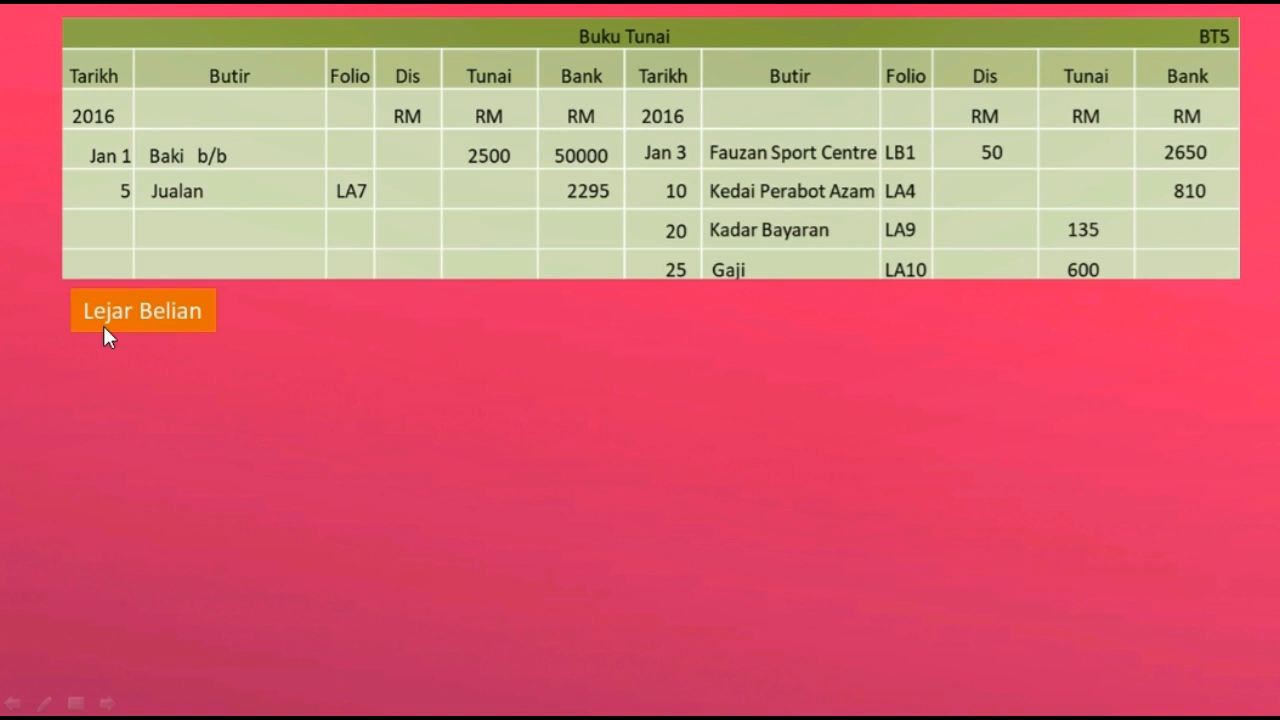 Buku Tunai BT5
Tarikh Butir Folio Dis Tunai Bank Tarikh Butir Folio Dis Tunai Bank
2016 RM RM RM 2016 RM RM RM
Jan 1 Baki b/b 2500 50000 Jan 3 Fauzan Sport Centre LB1 50 2650
5 Jualan LA7 2295 10 Kedai Perabot Azam LA4 810
20 Kadar Bayaran LA9 135
25 Gaji LA10 600
Lejar Belian